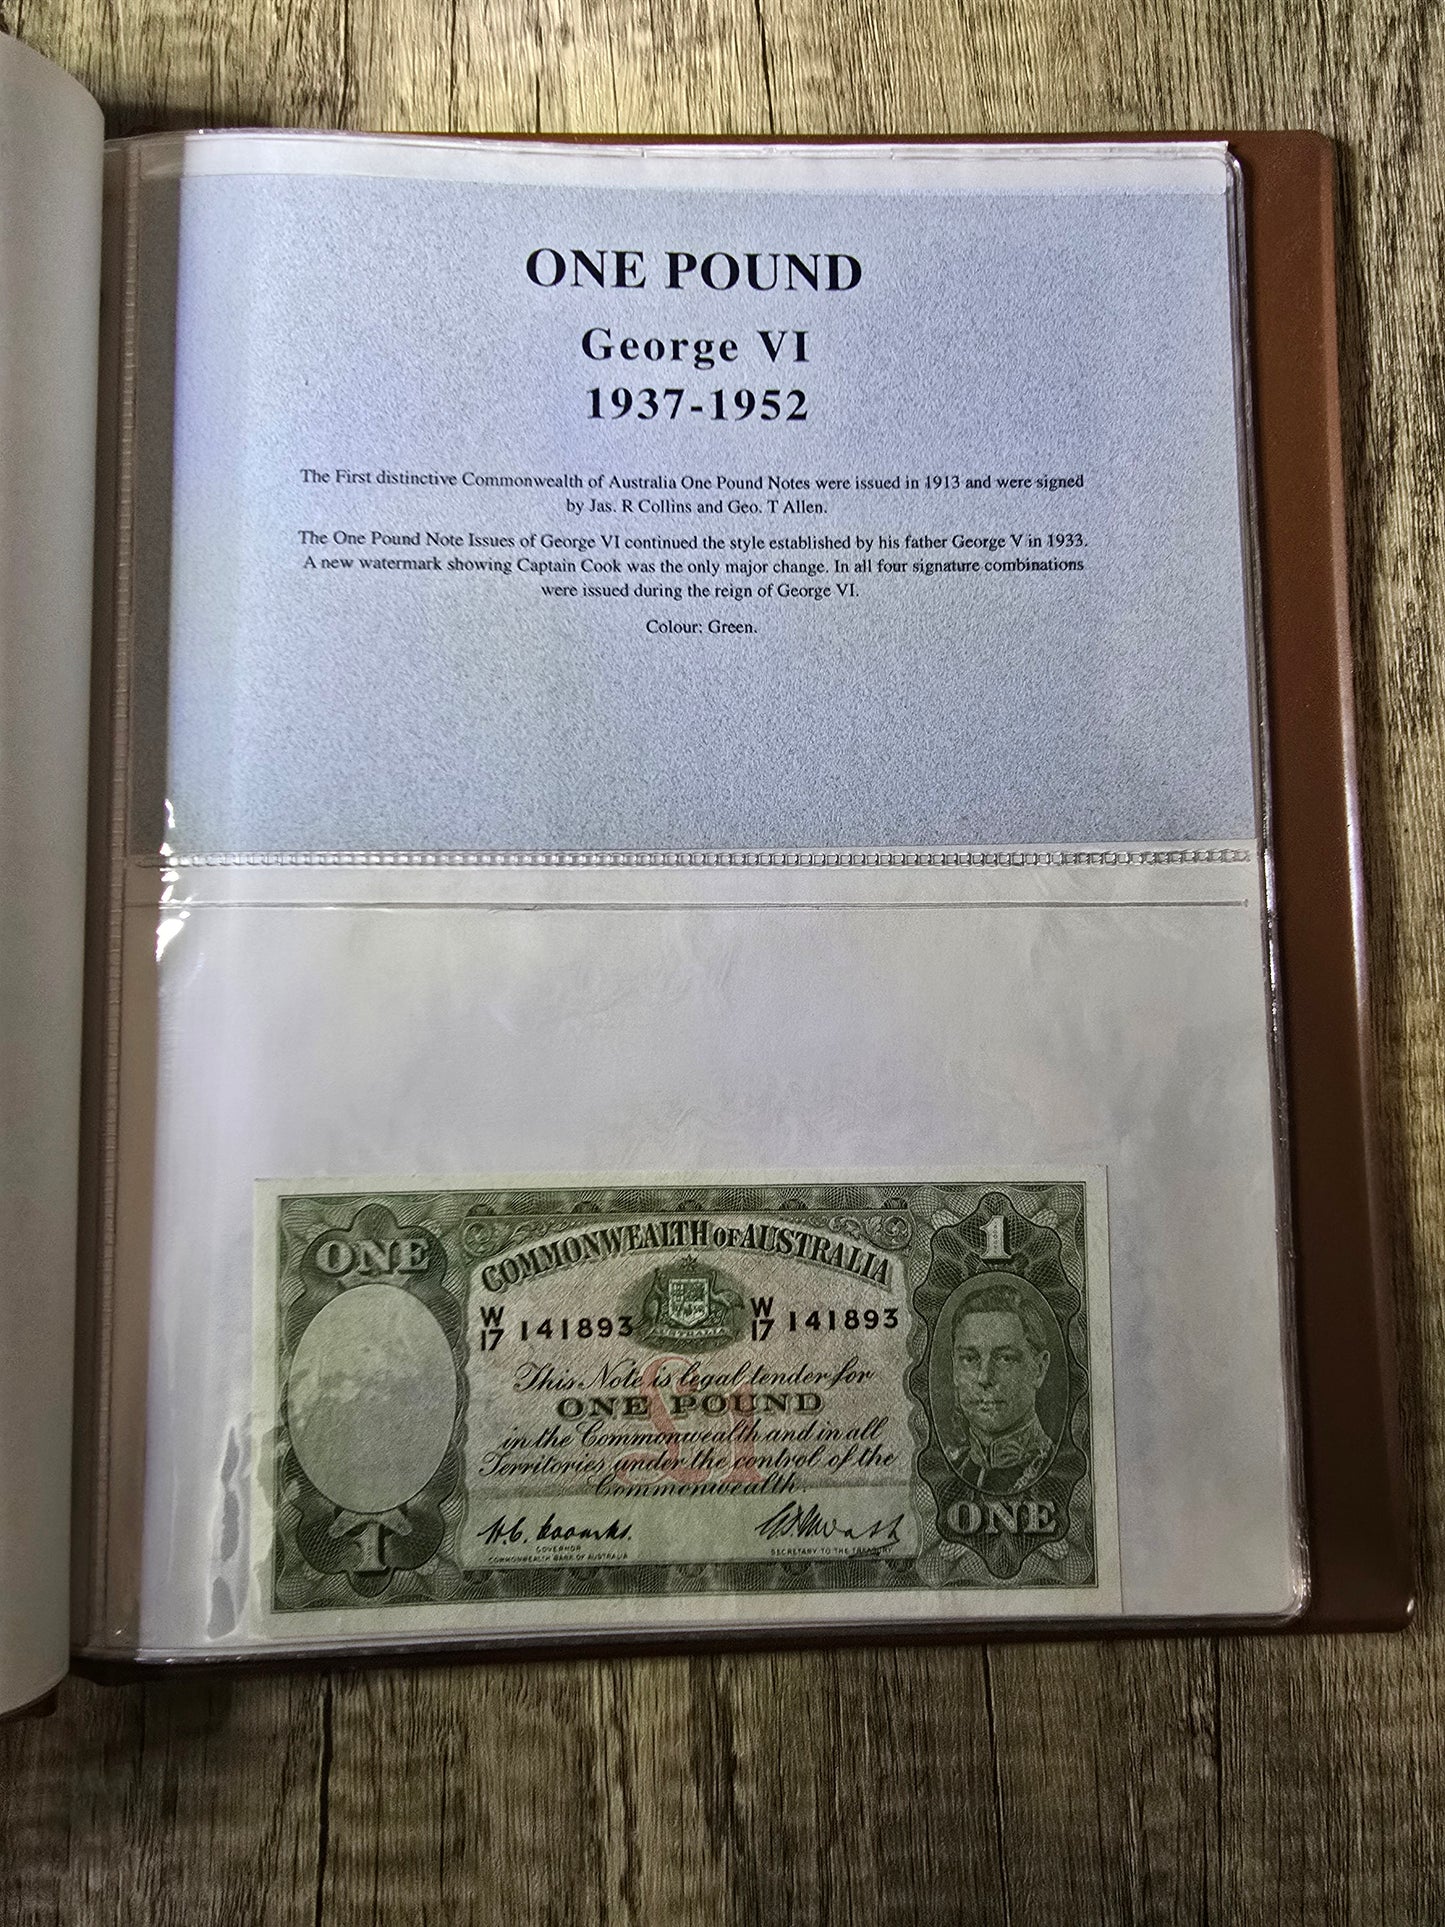 ONE POUND
George VI
1937-1952
The First distinctive Commonwealth of Australia One Pound Notes were issued in 1913 and were signed
by Jas. R Collins and Geo. T Allen.
The One Pound Note Issues of George VI continued the style established by his father George V in 1933.
A new watermark showing Captain Cook was the only major change. In all four signature combinations
were issued during the reign of George VI.
Colour: Green.
ONE
COMMONWEALTH OF AUSTRALIA
1
W/17 141893
AUSTRALIA
W/17 141893
£1
This Note is legal tender for
ONE POUND
in the Commonwealth and in all
Territories under the control of the
Commonwealth.
1
ONE
GOVERNOR
COMMONWEALTH BANK OF AUSTRALIA
SECRETARY TO THE TREASURY